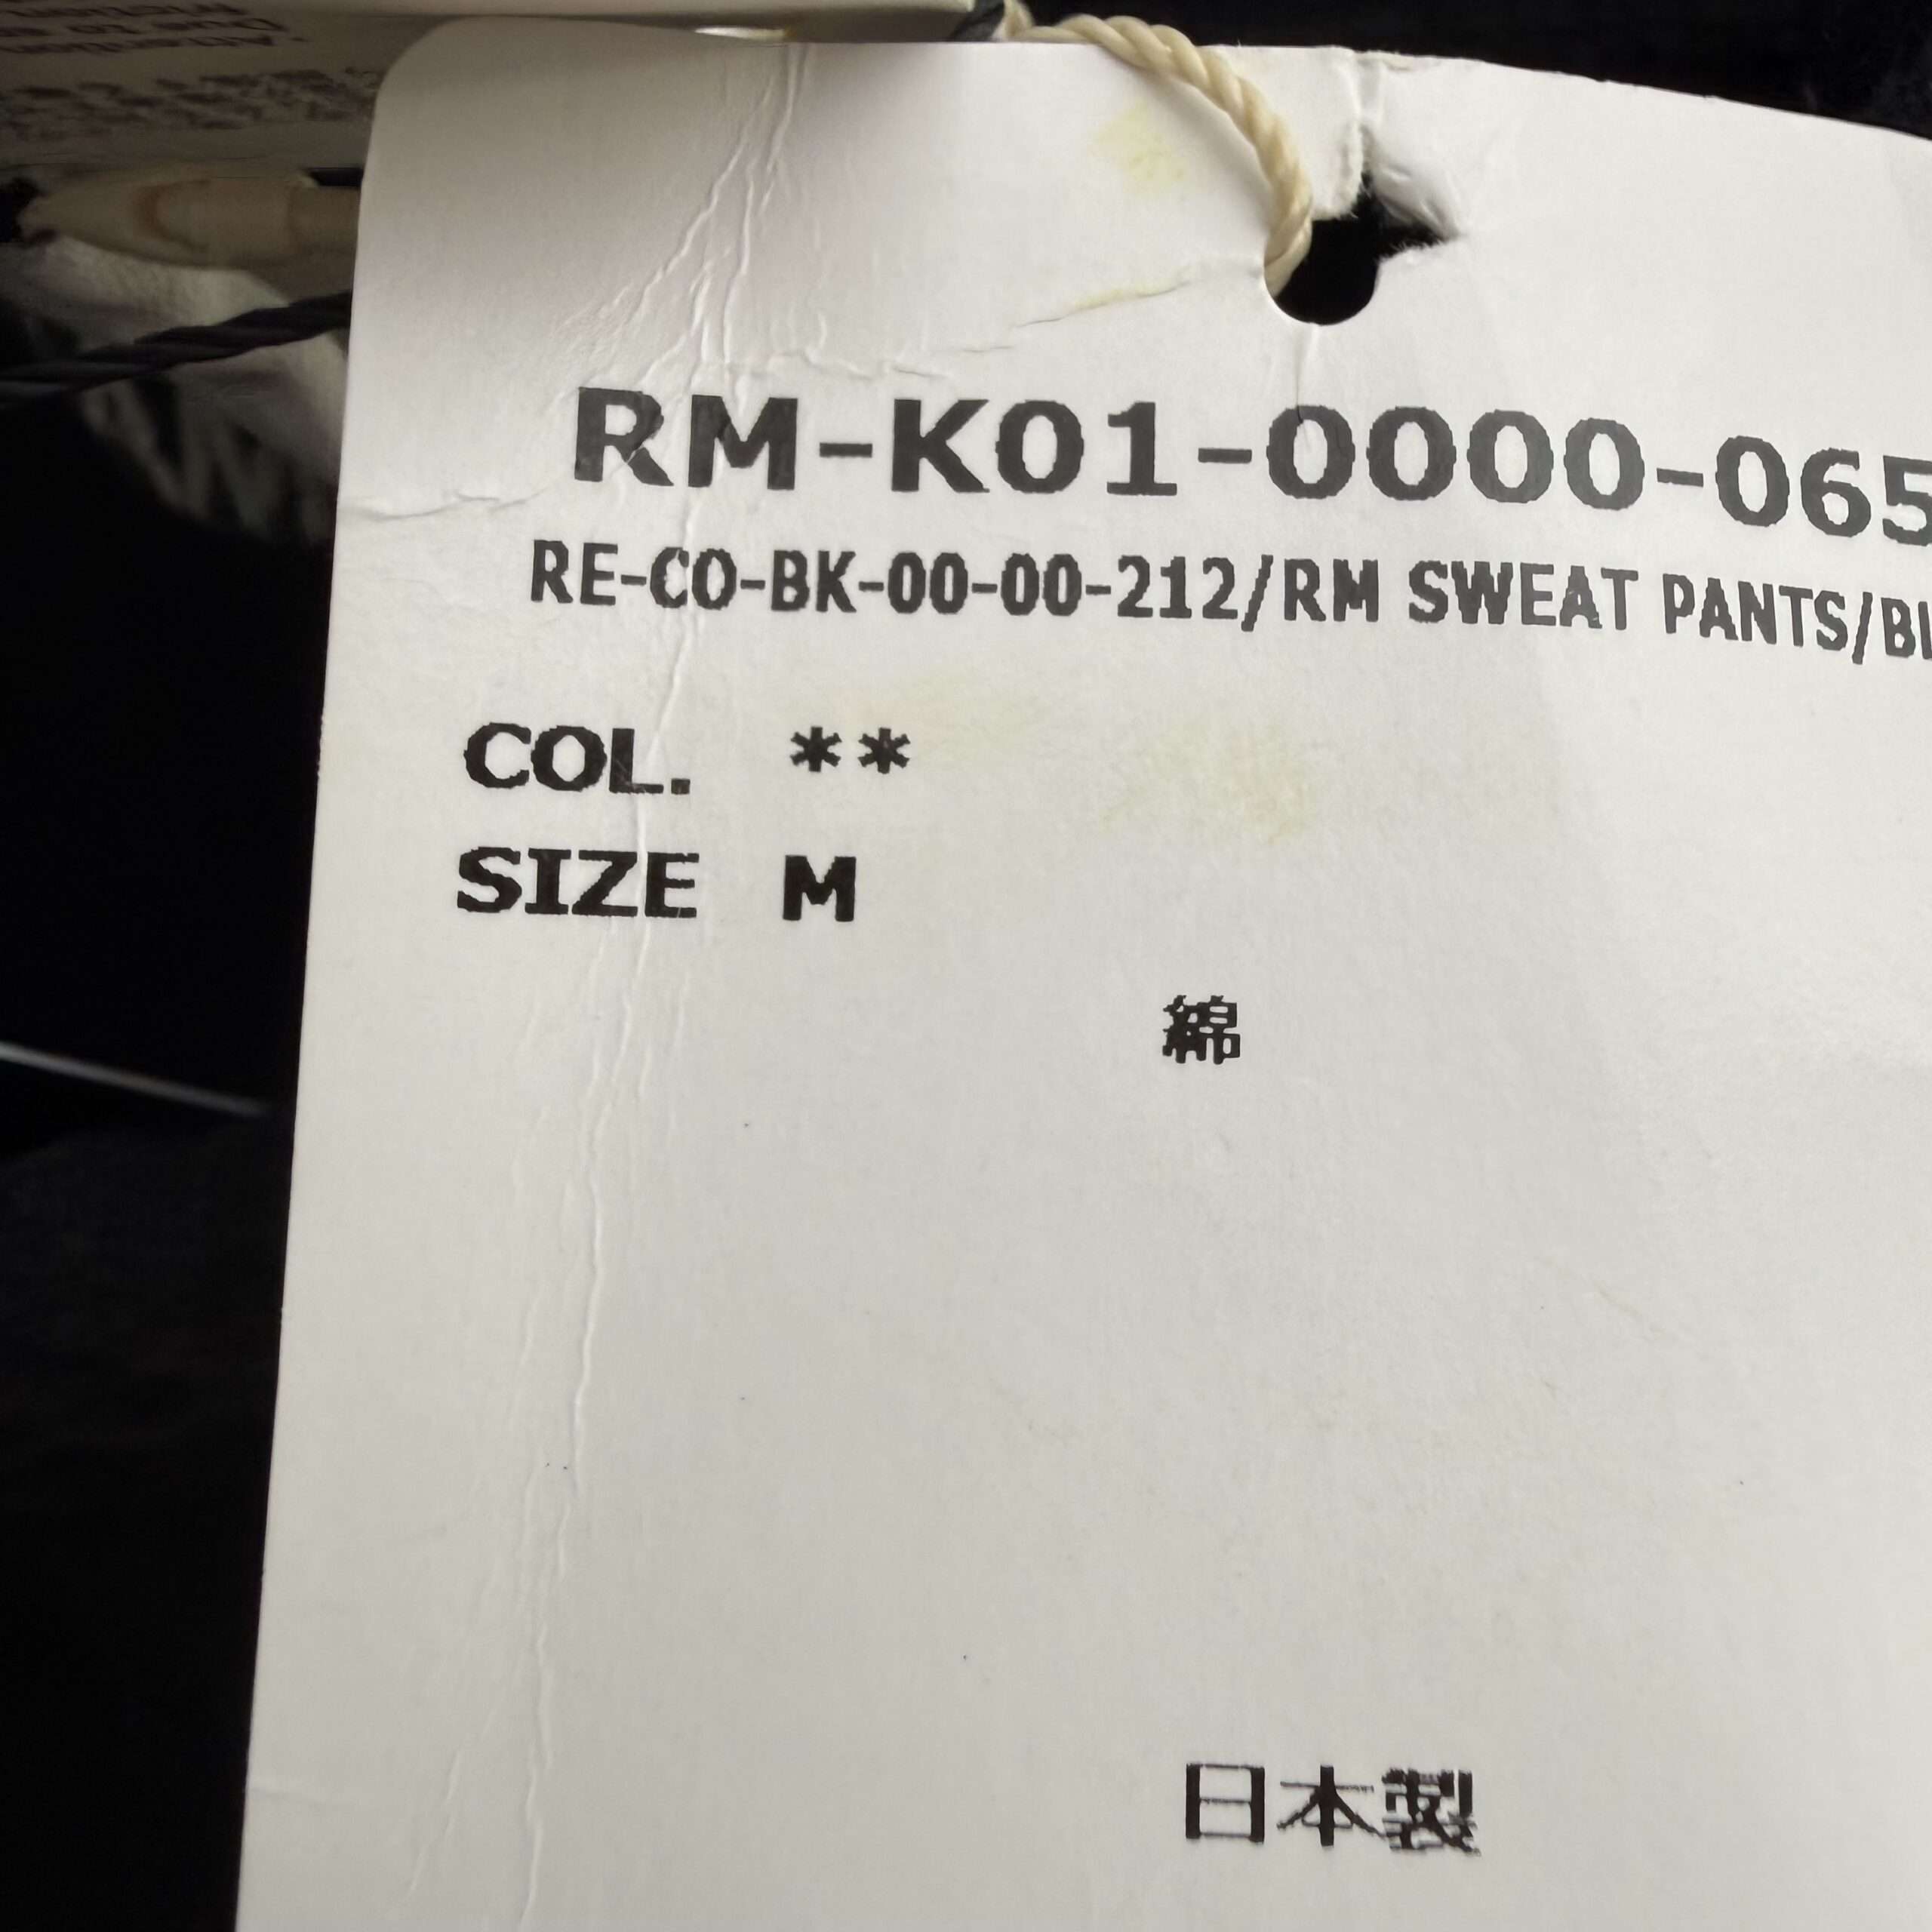 RM-K01-0000-065
RE-CO-BK-00-00-212/RM SWEAT PANTS/BL
COL. **
SIZE M
綿
日本製